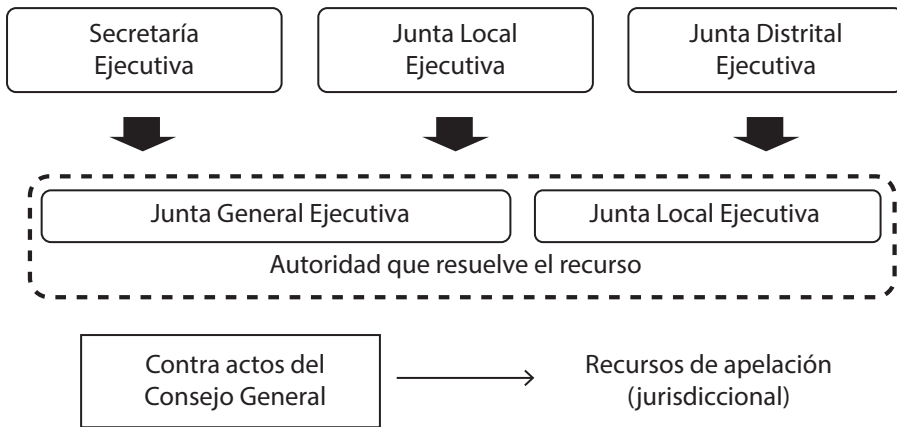 Secretaría
Ejecutiva
Junta Local
Ejecutiva
Junta Distrital
Ejecutiva
Junta General Ejecutiva
Junta Local Ejecutiva
Autoridad que resuelve el recurso
Contra actos del
Consejo General
Recursos de apelación
(jurisdiccional)